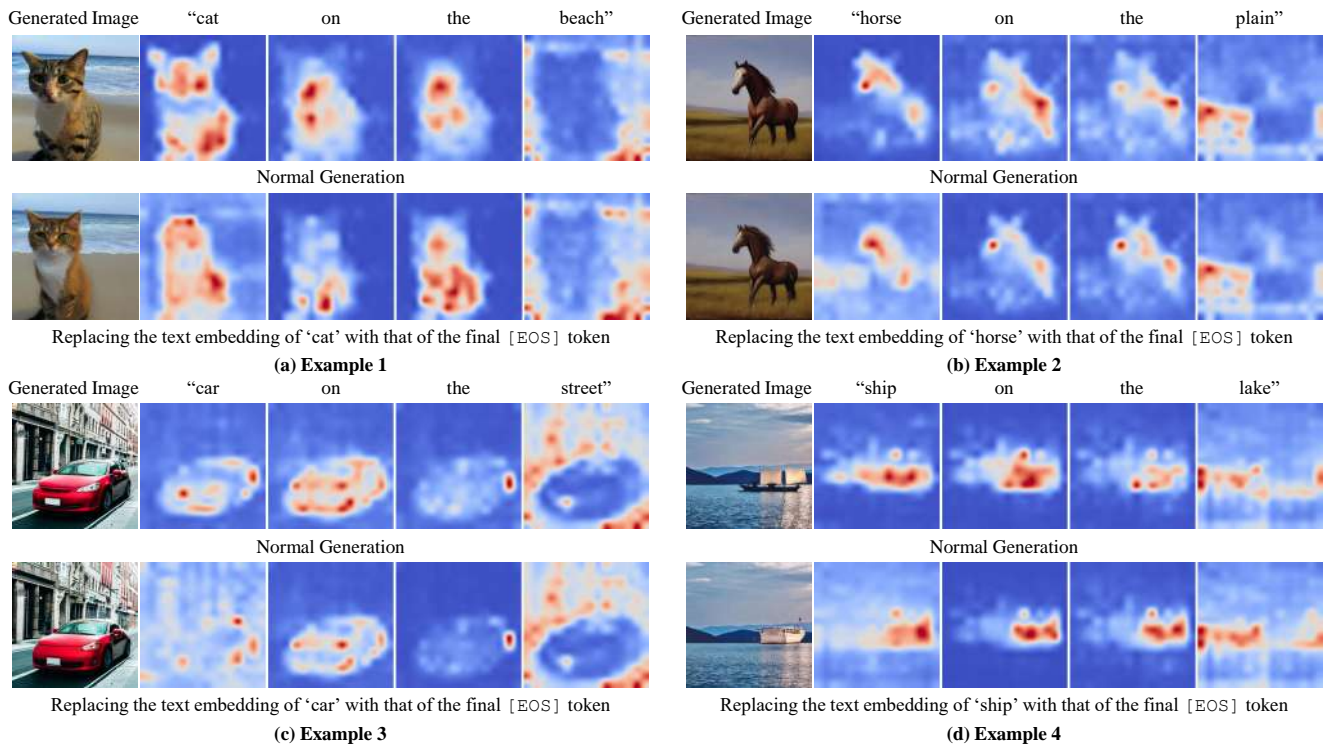 Generated Image “cat on the beach”
Normal Generation
Replacing the text embedding of ‘cat’ with that of the final [EOS] token
(a) Example 1
Generated Image “horse on the plain”
Normal Generation
Replacing the text embedding of ‘horse’ with that of the final [EOS] token
(b) Example 2
Generated Image “car on the street”
Normal Generation
Replacing the text embedding of ‘car’ with that of the final [EOS] token
(c) Example 3
Generated Image “ship on the lake”
Normal Generation
Replacing the text embedding of ‘ship’ with that of the final [EOS] token
(d) Example 4